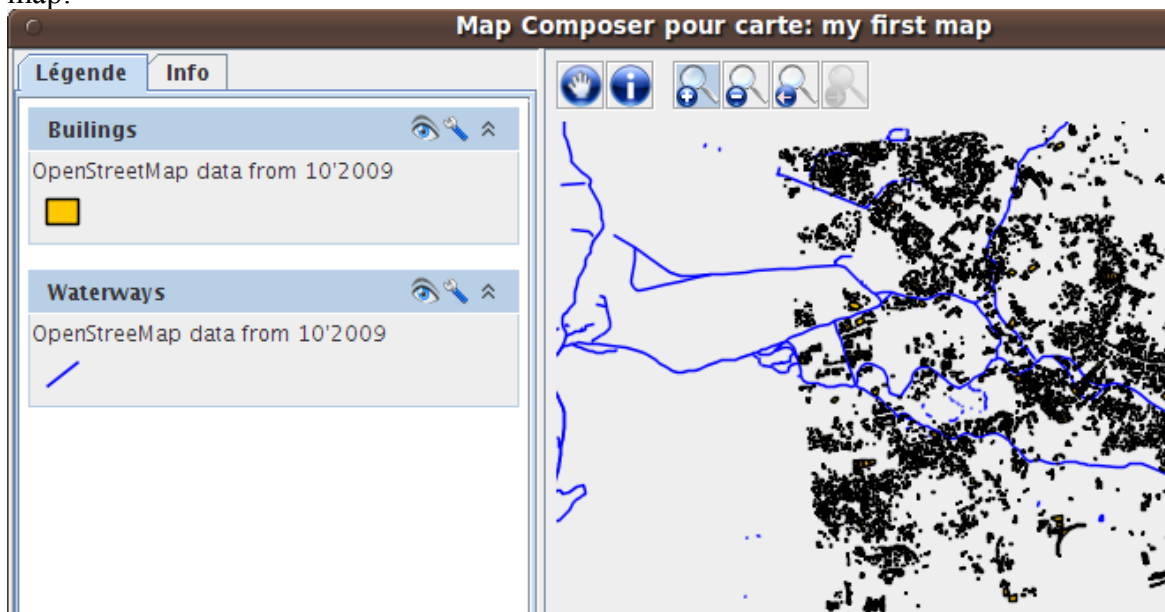 map:
Map Composer pour carte: my first map
Légende Info
Builings
OpenStreetMap data from 10'2009
Waterways
OpenStreeMap data from 10'2009